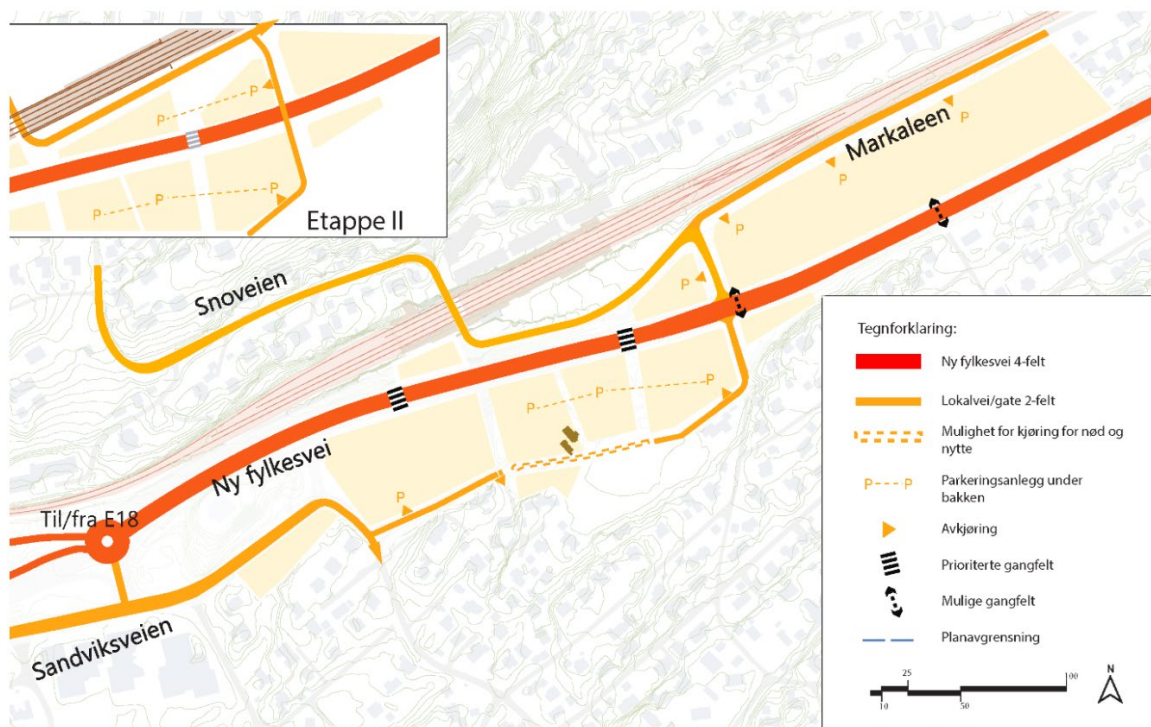 P
P
P
P
P
Etappe II
Markaleen
P
P
P
Snoveien
P
P
P
P
Ny fylkesvei
P
Til/fra E18
Sandviksveien
Tegnforklaring:
Ny fylkesvei 4-felt
Lokalvei/gate 2-felt
Mulighet for kjøring for nød og
nytte
P P Parkeringsanlegg under
bakken
Avkjøring
Prioriterte gangfelt
Mulige gangfelt
Planavgrensning
25
00
10
50
N